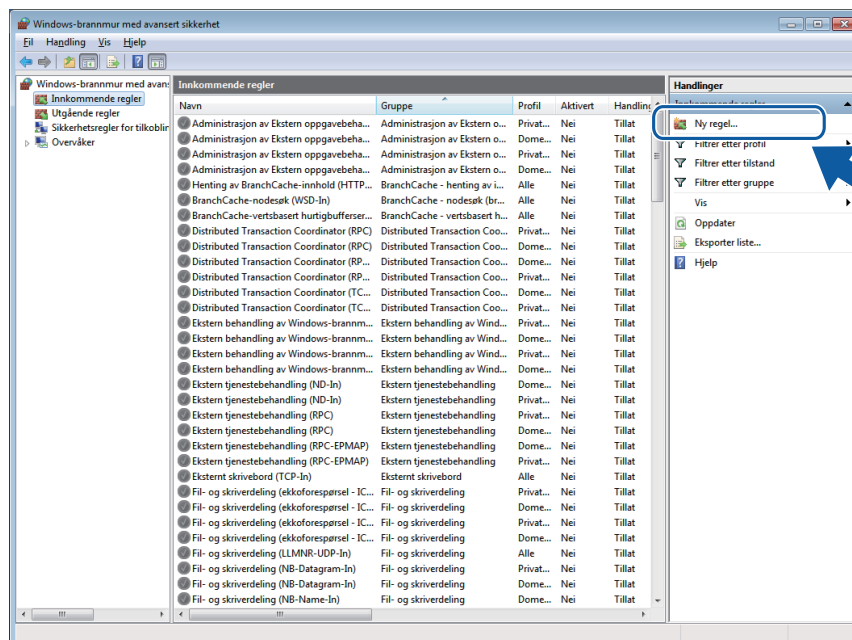 Windows-brannmur med avansert sikkerhet
Fil Handling Vis Hjelp
Windows-brannmur med avans
Innkommende regler
Utgående regler
Sikkerhetsregler for tilkoblin
Overvåker
Innkommende regler
Navn Gruppe Profil Aktivert Handling
Administrasjon av Ekstern oppgavebeha... Administrasjon av Ekstern o... Privat... Nei Tillat
Administrasjon av Ekstern oppgavebeha... Administrasjon av Ekstern o... Dome... Nei Tillat
Administrasjon av Ekstern oppgavebeha... Administrasjon av Ekstern o... Privat... Nei Tillat
Administrasjon av Ekstern oppgavebeha... Administrasjon av Ekstern o... Dome... Nei Tillat
Henting av BranchCache-innhold (HTTP... BranchCache - henting av i... Alle Nei Tillat
BranchCache-nodesøk (WSD-In) BranchCache - nodesøk (br... Alle Nei Tillat
BranchCache-vertsbasert hurtigbufferser... BranchCache - vertsbasert h... Alle Nei Tillat
Distributed Transaction Coordinator (RPC) Distributed Transaction Coo... Privat... Nei Tillat
Distributed Transaction Coordinator (RPC) Distributed Transaction Coo... Dome... Nei Tillat
Distributed Transaction Coordinator (RP... Distributed Transaction Coo... Dome... Nei Tillat
Distributed Transaction Coordinator (RP... Distributed Transaction Coo... Privat... Nei Tillat
Distributed Transaction Coordinator (TC... Distributed Transaction Coo... Dome... Nei Tillat
Distributed Transaction Coordinator (TC... Distributed Transaction Coo... Privat... Nei Tillat
Ekstern behandling av Windows-brannm... Ekstern behandling av Wind... Privat... Nei Tillat
Ekstern behandling av Windows-brannm... Ekstern behandling av Wind... Dome... Nei Tillat
Ekstern behandling av Windows-brannm... Ekstern behandling av Wind... Privat... Nei Tillat
Ekstern behandling av Windows-brannm... Ekstern behandling av Wind... Dome... Nei Tillat
Ekstern tjenestebehandling (ND-In) Ekstern tjenestebehandling Dome... Nei Tillat
Ekstern tjenestebehandling (ND-In) Ekstern tjenestebehandling Privat... Nei Tillat
Ekstern tjenestebehandling (RPC) Ekstern tjenestebehandling Privat... Nei Tillat
Ekstern tjenestebehandling (RPC) Ekstern tjenestebehandling Dome... Nei Tillat
Ekstern tjenestebehandling (RPC-EPMAP) Ekstern tjenestebehandling Dome... Nei Tillat
Ekstern tjenestebehandling (RPC-EPMAP) Ekstern tjenestebehandling Privat... Nei Tillat
Eksternt skrivebord (TCP-In) Eksternt skrivebord Alle Nei Tillat
Fil- og skriverdeling (ekkoforespørsel - IC... Fil- og skriverdeling Privat... Nei Tillat
Fil- og skriverdeling (ekkoforespørsel - IC... Fil- og skriverdeling Dome... Nei Tillat
Fil- og skriverdeling (ekkoforespørsel - IC... Fil- og skriverdeling Privat... Nei Tillat
Fil- og skriverdeling (ekkoforespørsel - IC... Fil- og skriverdeling Dome... Nei Tillat
Fil- og skriverdeling (LLMNR-UDP-In) Fil- og skriverdeling Alle Nei Tillat
Fil- og skriverdeling (NB-Datagram-In) Fil- og skriverdeling Privat... Nei Tillat
Fil- og skriverdeling (NB-Datagram-In) Fil- og skriverdeling Dome... Nei Tillat
Fil- og skriverdeling (NB-Name-In) Fil- og skriverdeling Dome... Nei Tillat
Handlinger
Innkommende regler
Ny regel...
Filtrer etter profil
Filtrer etter tilstand
Filtrer etter gruppe
Vis
Oppdater
Eksporter liste...
Hjelp